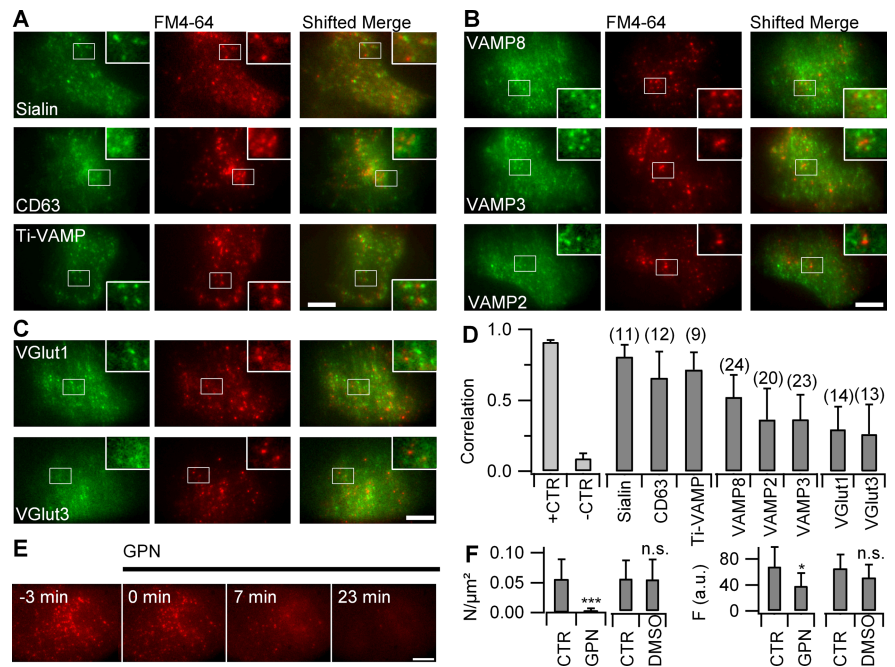 A
FM4-64
Shifted Merge
Sialin
CD63
Ti-VAMP
B
FM4-64
Shifted Merge
VAMP8
VAMP3
VAMP2
C
VGlut1
VGlut3
D
Correlation
1.0
0.5
0.0
(11)
(12)
(9)
(24)
(20)
(23)
(14)
(13)
+CTR
-CTR
Sialin
CD63
Ti-VAMP
VAMP8
VAMP2
VAMP3
VGlut1
VGlut3
E
GPN
-3 min
0 min
7 min
23 min
F
N/µm²
0.10
0.05
0.00
***
n.s.
CTR
GPN
CTR
DMSO
F (a.u.)
80
40
0
*
n.s.
CTR
GPN
CTR
DMSO